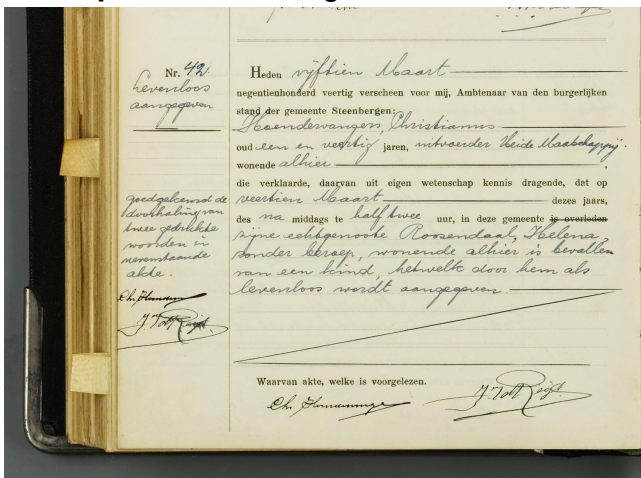 Nr. 42.
Levenloos
aangegeven
Heden vijftien Maart
negentienhonderd veertig verscheen voor mij, Ambtenaar van den burgerlijken
stand der gemeente Steenbergen:
Christianus
oud een en veertig jaren, uitvoerder Heide Maatschappij.
wonende alhier ,
die verklaarde, daarvan uit eigen wetenschap kennis dragende, dat op
veertien Maart dezes jaars,
des na middags te half twee uur, in deze gemeente is overleden
zijne echtgenoote Roosendaal, Helena,
zonder beroep, wonende alhier is bevallen
van een kind, hetwelk door hem als
levenloos wordt aangegeven.
goedgekeurd de
doorhaling van
twee gedrukte
woorden in
nevenstaande
akte.
Waarvan akte, welke is voorgelezen.